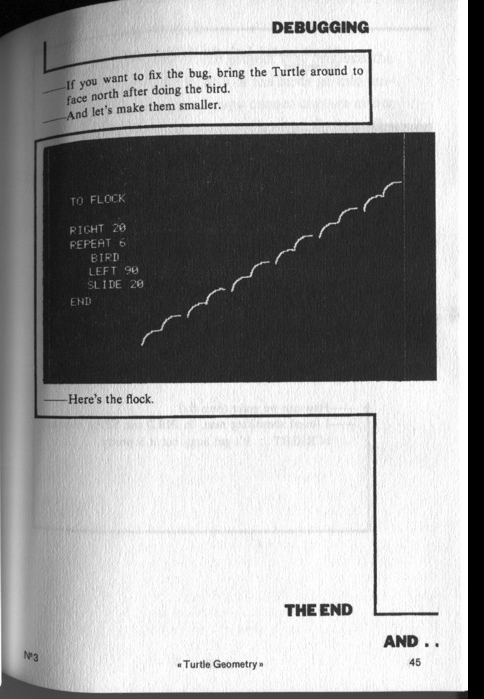 DEBUGGING
—If you want to fix the bug, bring the Turtle around to
face north after doing the bird.
—And let's make them smaller.
TO FLOCK
RIGHT 20
REPEAT 6
BIRD
LEFT 90
SLIDE 20
END
—Here's the flock.
THE END
AND . .
Nº3
« Turtle Geometry »
45